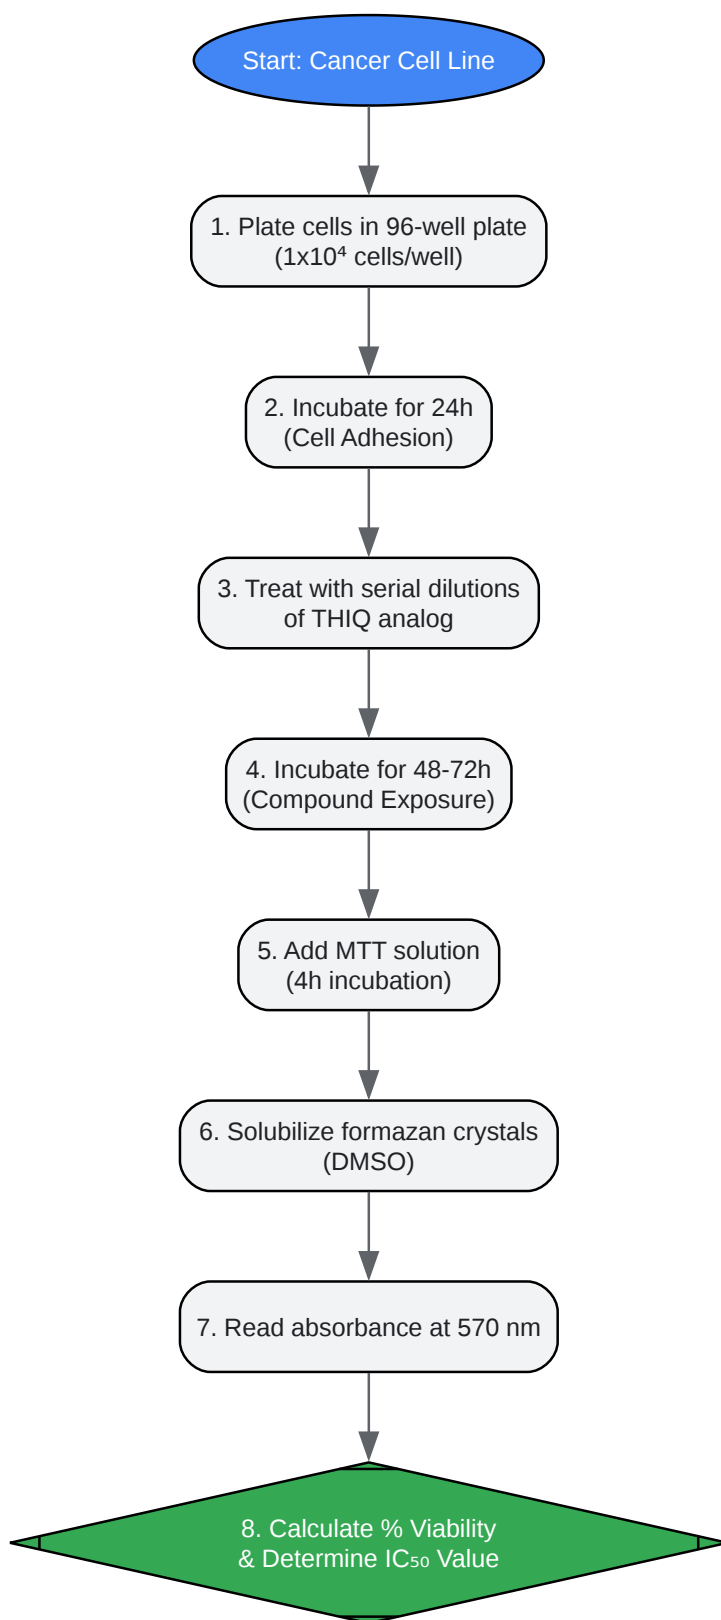 Start: Cancer Cell Line
1. Plate cells in 96-well plate
(1x10⁴ cells/well)
2. Incubate for 24h
(Cell Adhesion)
3. Treat with serial dilutions
of THIQ analog
4. Incubate for 48-72h
(Compound Exposure)
5. Add MTT solution
(4h incubation)
6. Solubilize formazan crystals
(DMSO)
7. Read absorbance at 570 nm
8. Calculate % Viability
& Determine IC₅₀ Value